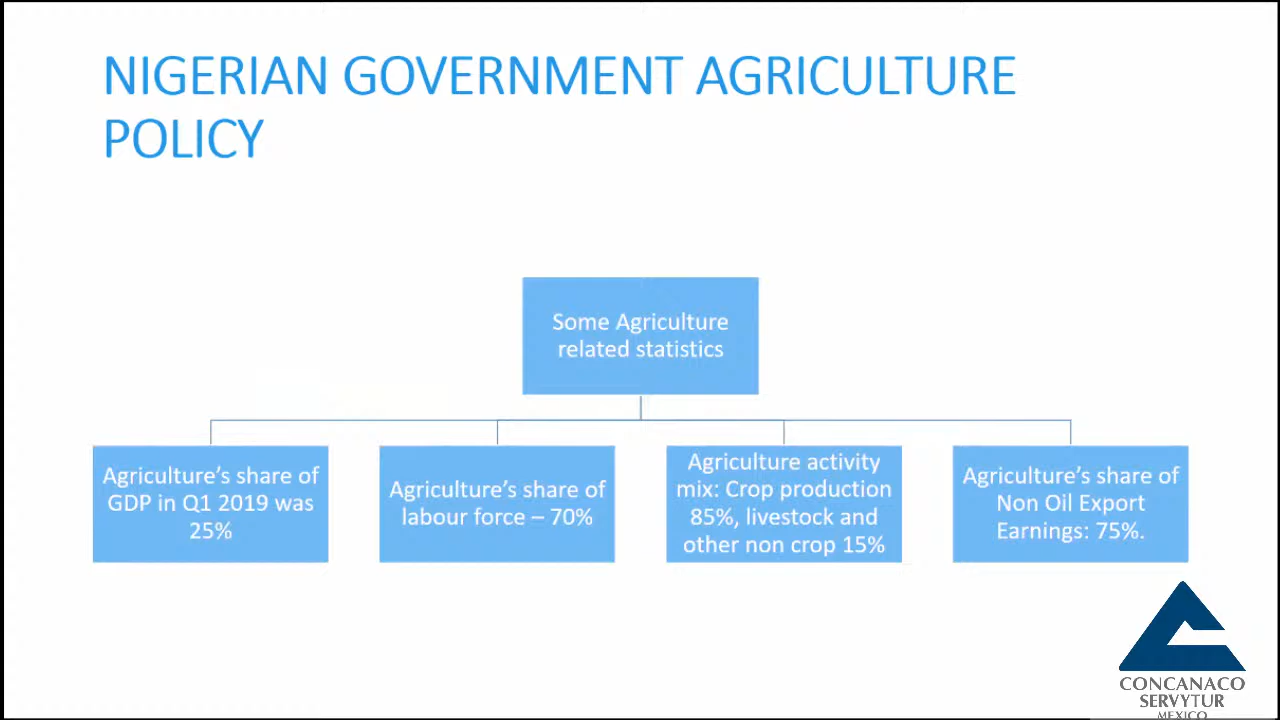 NIGERIAN GOVERNMENT AGRICULTURE
POLICY
Some Agriculture
related statistics
Agriculture's share of
GDP in Q1 2019 was
25%
Agriculture's share of
labour force – 70%
Agriculture activity
mix: Crop production
85%, livestock and
other non crop 15%
Agriculture's share of
Non Oil Export
Earnings: 75%.
CONCANACO
SERVYTUR
MEXICO